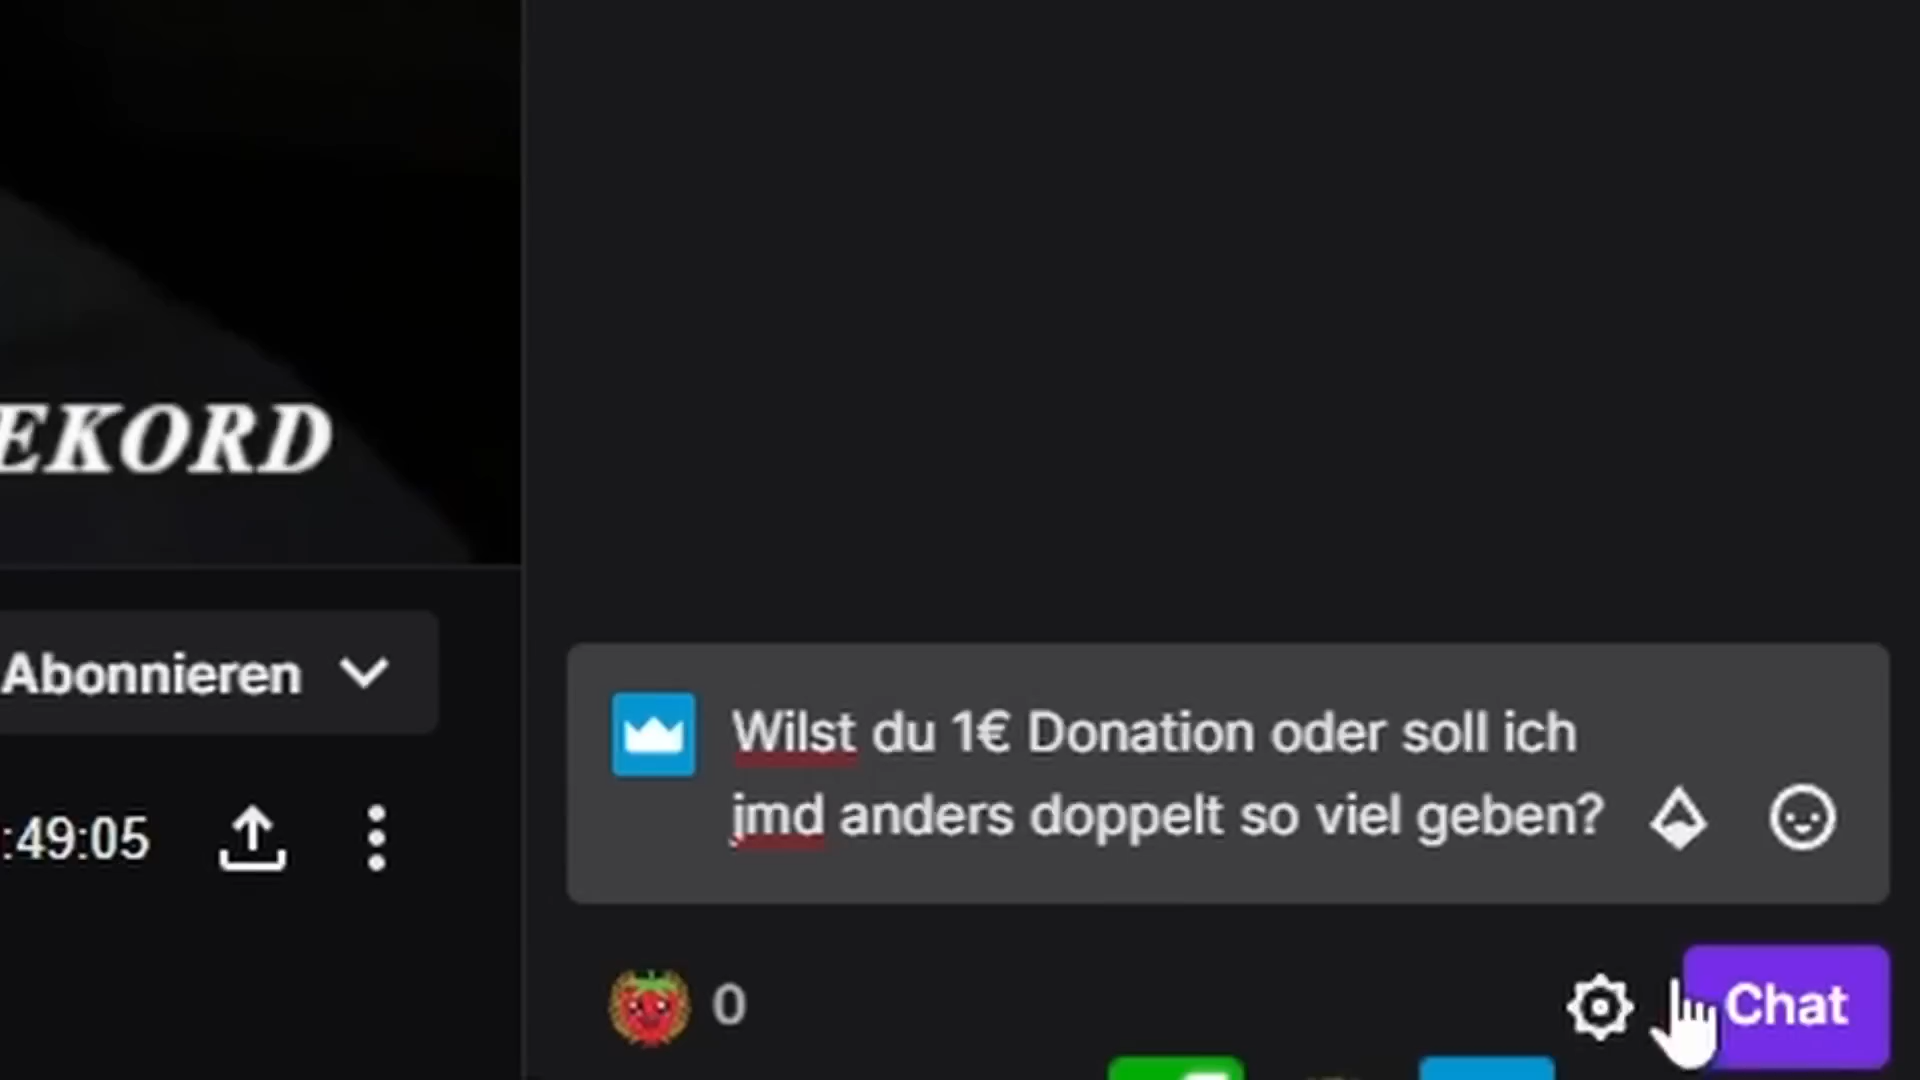 EKORD
Abonnieren
:49:05
Wilst du 1€ Donation oder soll ich
jmd anders doppelt so viel geben?
0
Chat